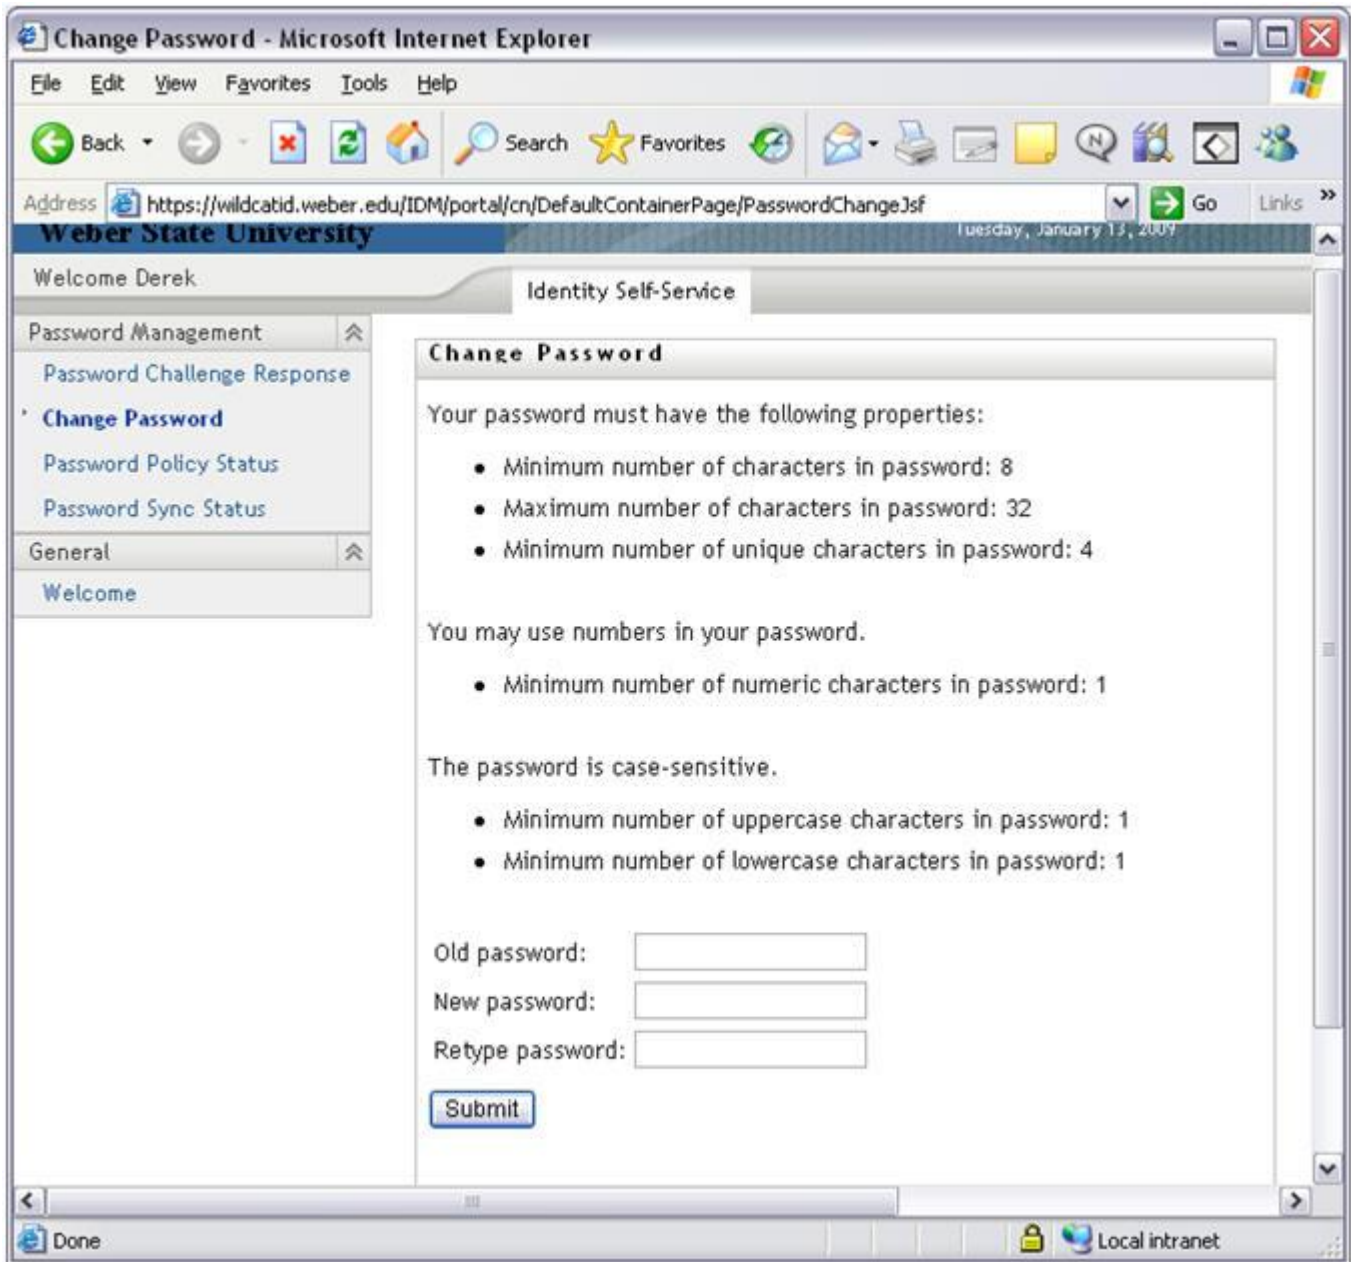 Change Password - Microsoft Internet Explorer
File Edit View Favorites Tools Help
Back Search Favorites
Address https://wildcatid.weber.edu/IDM/portal/cn/DefaultContainerPage/PasswordChangeJsf Go Links »
Weber State University Tuesday, January 13, 2009
Welcome Derek
Identity Self-Service
Password Management
Password Challenge Response
Change Password
Password Policy Status
Password Sync Status
General
Welcome
Change Password
Your password must have the following properties:
• Minimum number of characters in password: 8
• Maximum number of characters in password: 32
• Minimum number of unique characters in password: 4
You may use numbers in your password.
• Minimum number of numeric characters in password: 1
The password is case-sensitive.
• Minimum number of uppercase characters in password: 1
• Minimum number of lowercase characters in password: 1
Old password:
New password:
Retype password:
Submit
Done Local intranet